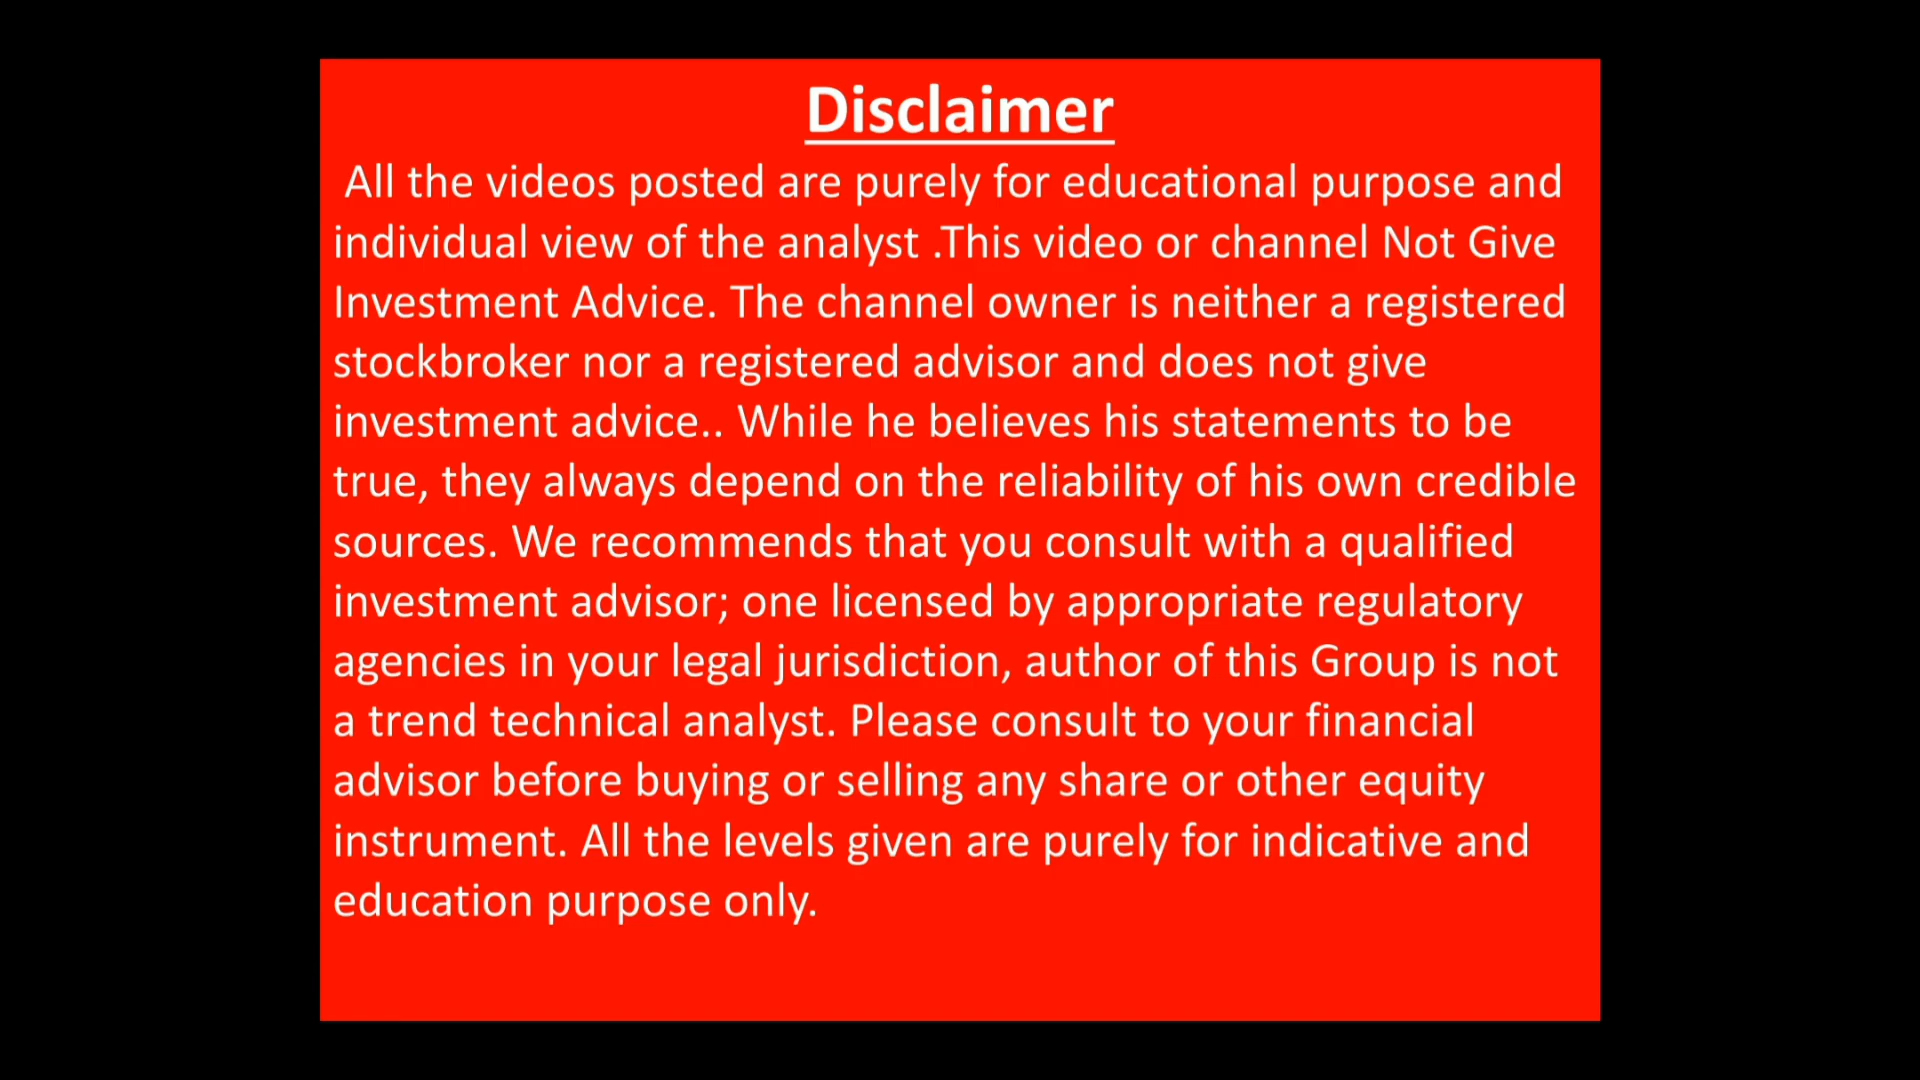 Disclaimer
All the videos posted are purely for educational purpose and
individual view of the analyst .This video or channel Not Give
Investment Advice. The channel owner is neither a registered
stockbroker nor a registered advisor and does not give
investment advice.. While he believes his statements to be
true, they always depend on the reliability of his own credible
sources. We recommends that you consult with a qualified
investment advisor; one licensed by appropriate regulatory
agencies in your legal jurisdiction, author of this Group is not
a trend technical analyst. Please consult to your financial
advisor before buying or selling any share or other equity
instrument. All the levels given are purely for indicative and
education purpose only.